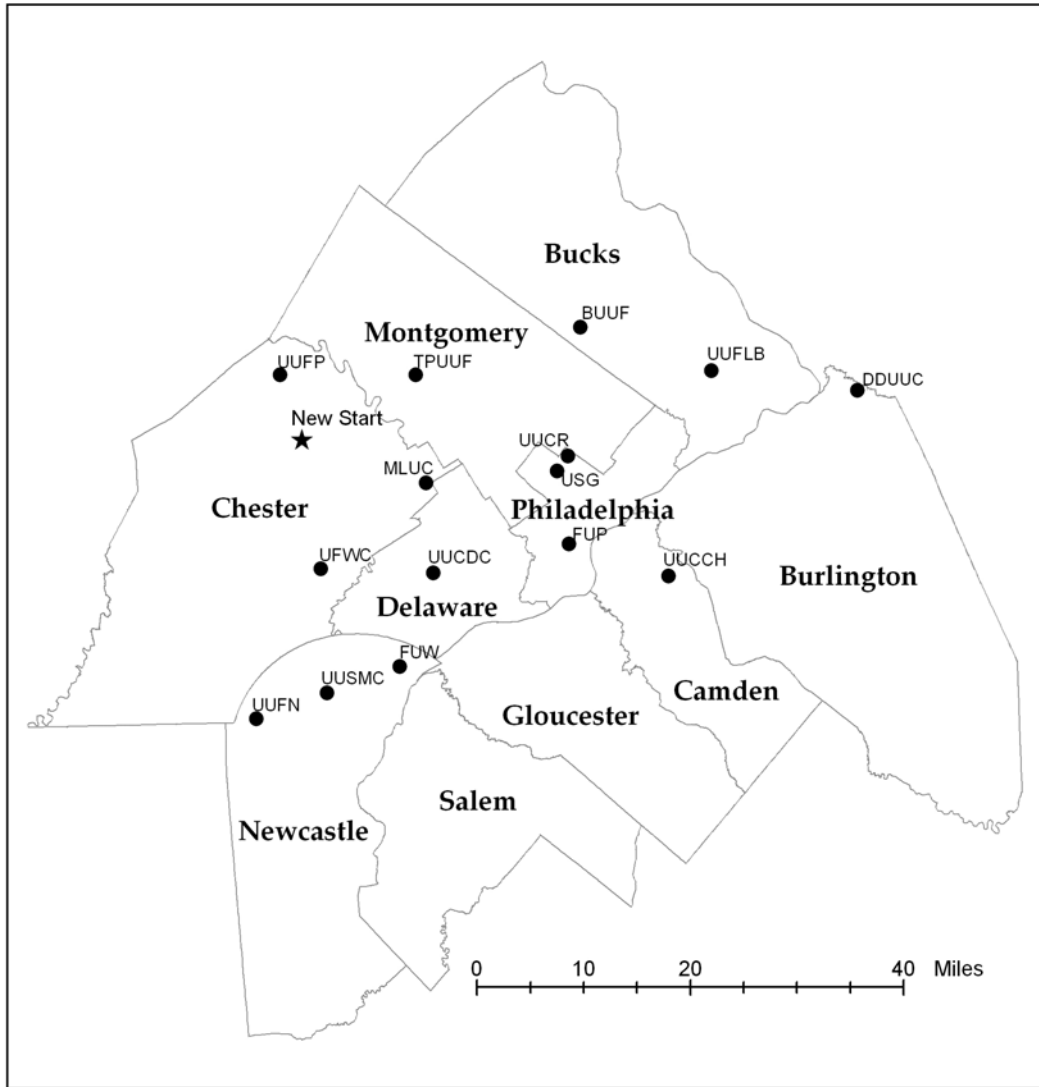 Bucks
BUUF
Montgomery
UUFP
TPUUF
UUFLB
DDUUC
New Start
UUCR
MLUC
USG
Chester
Philadelphia
FUP
UFWC
UUCDC
UUCCH
Burlington
Delaware
FUW
UUSMC
Camden
UUFN
Gloucester
Salem
Newcastle
0 10 20 40 Miles